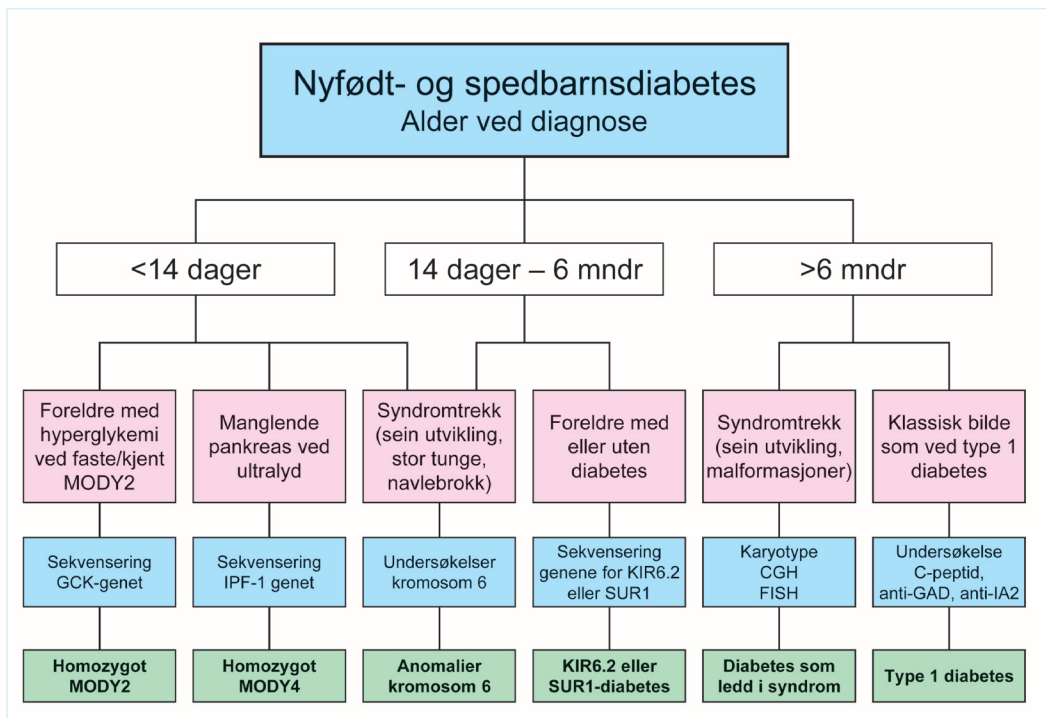 Nyfødt- og spedbarnsdiabetes
Alder ved diagnose
<14 dager
14 dager – 6 mndr
>6 mndr
Foreldre med
hyperglykemi
ved faste/kjent
MODY2
Manglende
pankreas ved
ultralyd
Syndromtrekk
(sein utvikling,
stor tunge,
navlebrokk)
Foreldre med
eller uten
diabetes
Syndromtrekk
(sein utvikling,
malformasjoner)
Klassisk bilde
som ved type 1
diabetes
Sekvensering
GCK-genet
Sekvensering
IPF-1 genet
Undersøkelser
kromosom 6
Sekvensering
genene for KIR6.2
eller SUR1
Karyotype
CGH
FISH
Undersøkelse
C-peptid,
anti-GAD, anti-IA2
Homozygot
MODY2
Homozygot
MODY4
Anomalier
kromosom 6
KIR6.2 eller
SUR1-diabetes
Diabetes som
ledd i syndrom
Type 1 diabetes